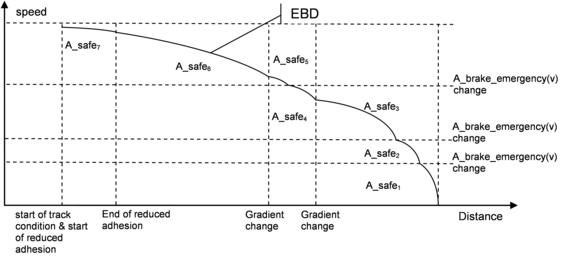 speed
EBD
A_safe₇
A_safe₆
A_safe₅
A_safe₄
A_safe₃
A_safe₂
A_safe₁
A_brake_emergency(v)
change
A_brake_emergency(v)
change
A_brake_emergency(v)
change
start of track
condition & start
of reduced
adhesion
End of reduced
adhesion
Gradient
change
Gradient
change
Distance